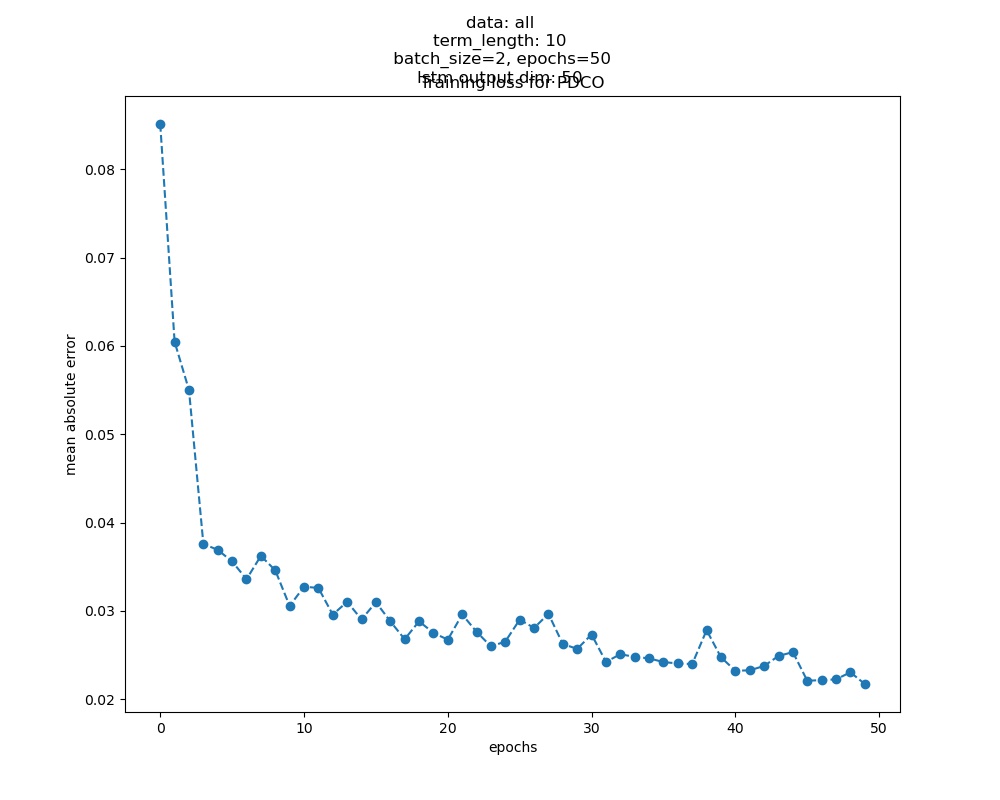 data: all
term_length: 10
batch_size=2, epochs=50
lstm output dim: 50
Training loss for PDCO
0.08
0.07
0.06
0.05
0.04
0.03
0.02
mean absolute error
0
10
20
30
40
50
epochs